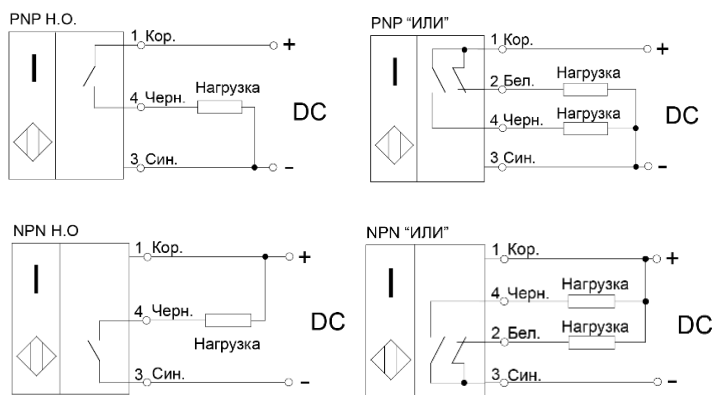 PNP Н.О.
1 Кор.
+
4 Черн.
Нагрузка
DC
3 Син.
-
PNP “ИЛИ”
1 Кор.
+
2 Бел.
Нагрузка
4 Черн.
Нагрузка
DC
3 Син.
-
NPN Н.О
1 Кор.
+
4 Черн.
Нагрузка
DC
3 Син.
-
NPN “ИЛИ”
1 Кор.
+
4 Черн.
Нагрузка
2 Бел.
Нагрузка
DC
3 Син.
-